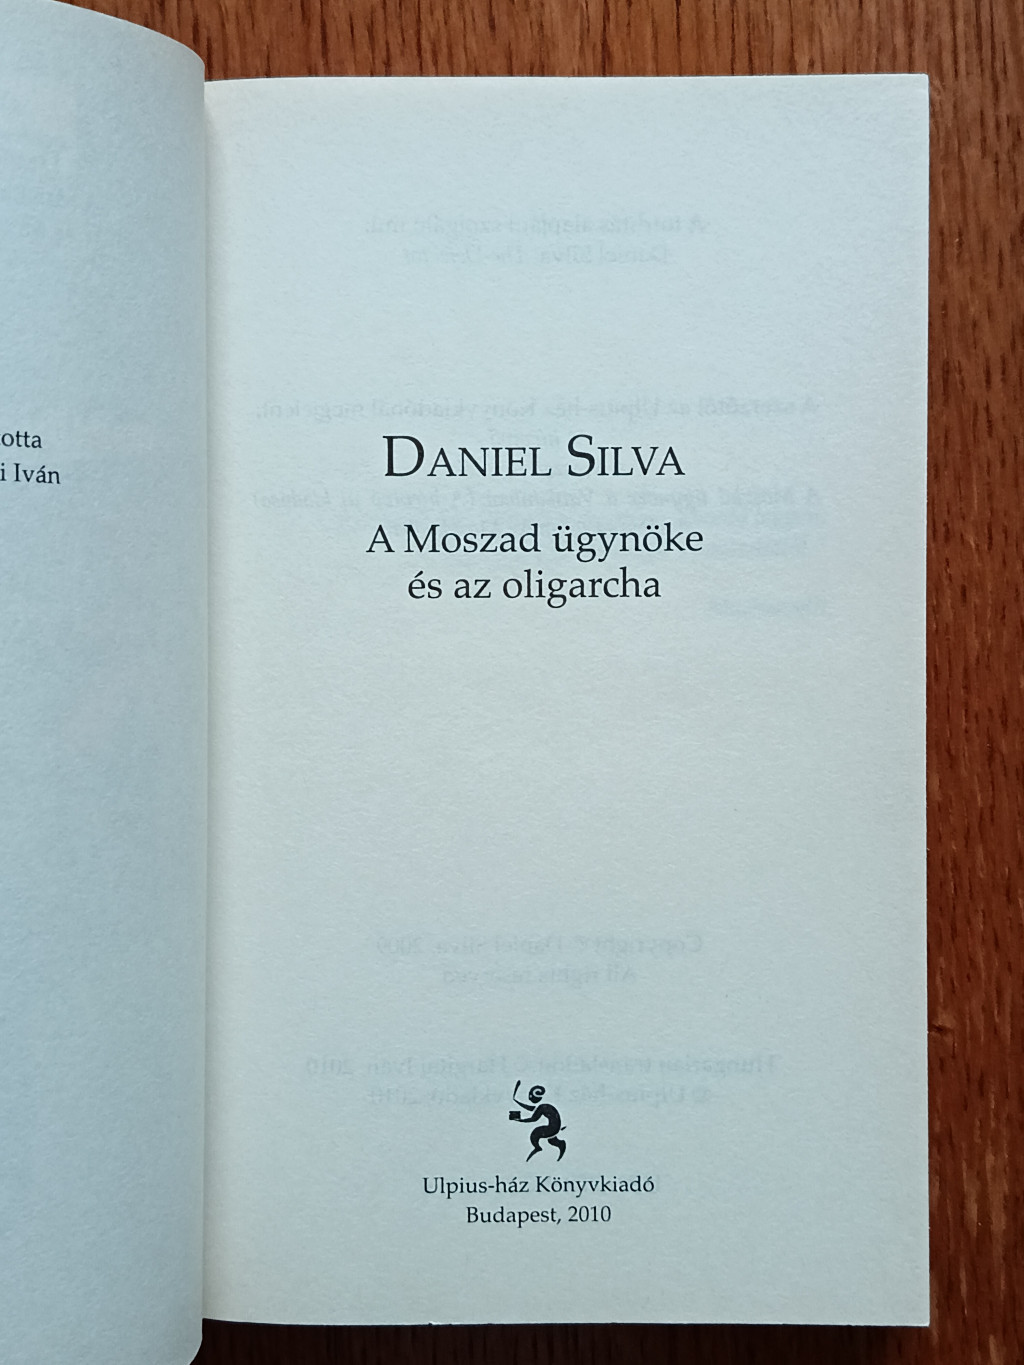 otta
i Iván
DANIEL SILVA
A Moszad ügynöke
és az oligarcha
Ulpius-ház Könyvkiadó
Budapest, 2010